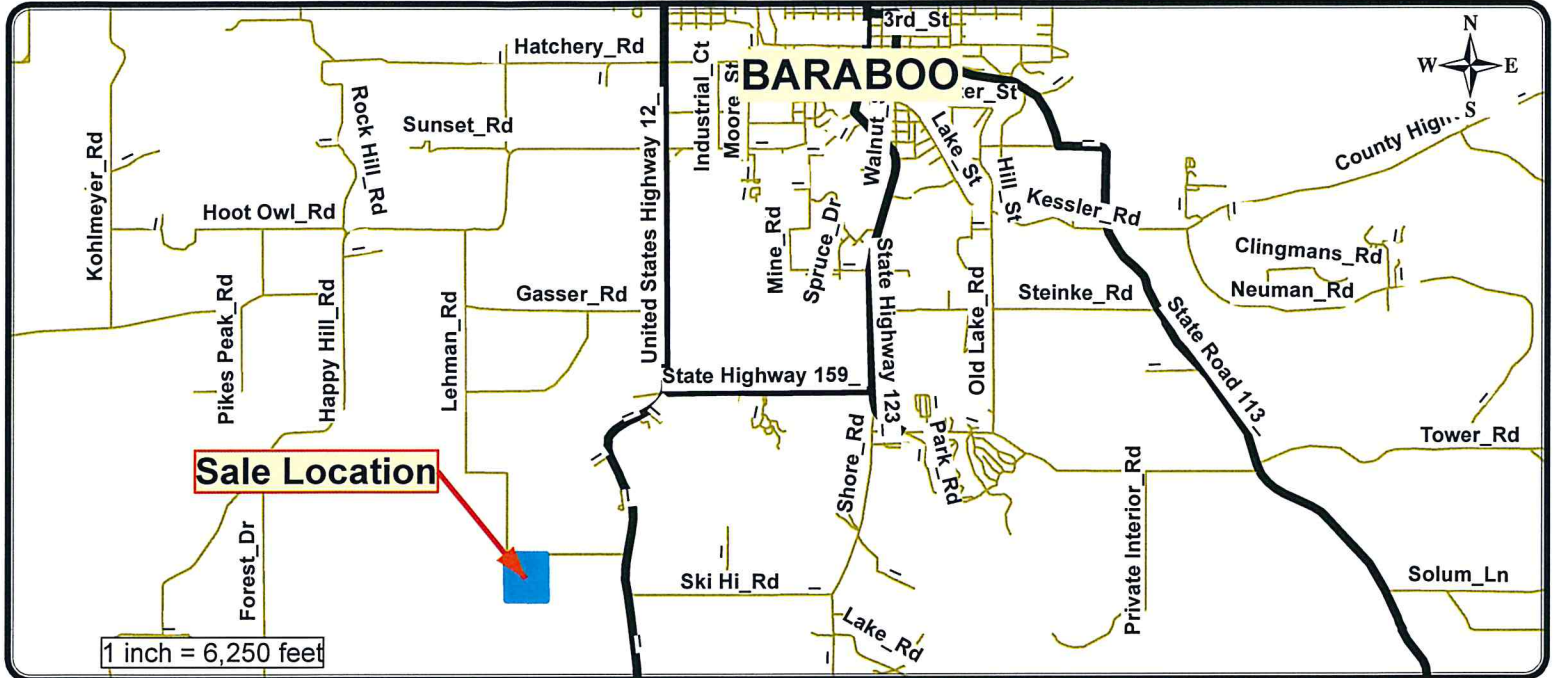 3rd_St
N
Hatchery_Rd
Industrial_Ct
Moore_St
BARABOO
W
E
S
ter_St
Rock Hill_Rd
Sunset_Rd
United States Highway 12_
Walnut_
Lake_St
County High
Kohlmeyer_Rd
Hill_St
Kessler_Rd
Hoot Owl_Rd
Mine_Rd
Spruce_Dr
State Highway 123_
Clingmans_Rd
Neuman_Rd
Pikes Peak_Rd
Happy Hill_Rd
Lehman_Rd
Gasser_Rd
Old Lake_Rd
Steinke_Rd
State Road 113_
State Highway 159_
Shore_Rd
Park_Rd
Tower_Rd
Sale Location
Private Interior_Rd
Forest_Dr
Ski Hi_Rd
Solum_Ln
Lake_Rd
1 inch = 6,250 feet